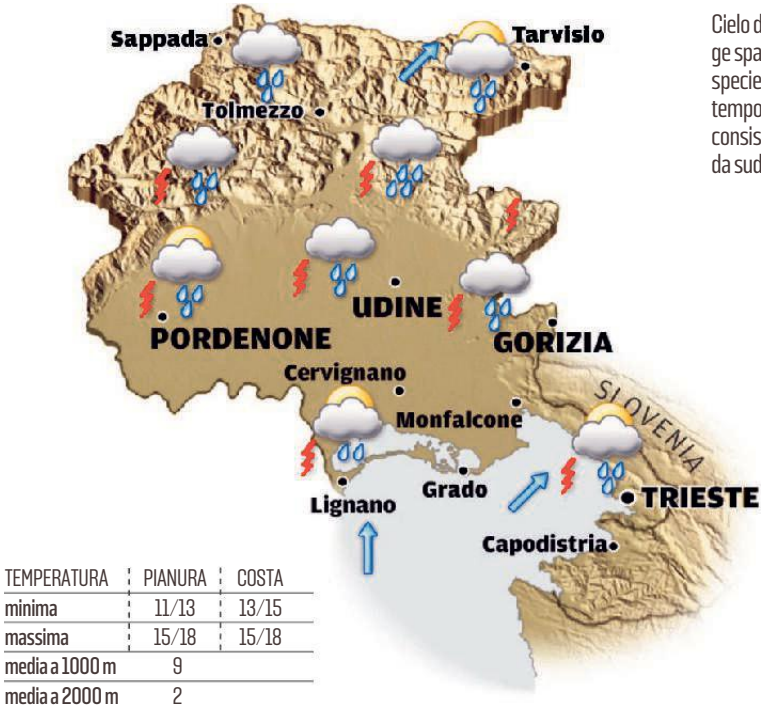 Sappada
Tarvisio
Tolmezzo
UDINE
PORDENONE
GORIZIA
Cervignano
Monfalcone
SLOVENIA
Lignano
Grado
TRIESTE
Capodistria
Cielo d
ge spa
specie
tempo
consis
da sud
TEMPERATURA PIANURA COSTA
minima 11/13 13/15
massima 15/18 15/18
media a 1000 m 9
media a 2000 m 2